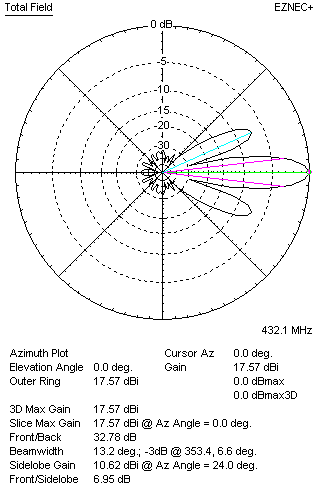 Total Field
EZNEC+
0 dB
-5
-10
-15
-20
-30
432.1 MHz
Azimuth Plot
Cursor Az 0.0 deg.
Elevation Angle 0.0 deg.
Gain 17.57 dBi
Outer Ring 17.57 dBi
0.0 dBmax
0.0 dBmax3D
3D Max Gain 17.57 dBi
Slice Max Gain 17.57 dBi @ Az Angle = 0.0 deg.
Front/Back 32.78 dB
Beamwidth 13.2 deg.; -3dB @ 353.4, 6.6 deg.
Sidelobe Gain 10.62 dBi @ Az Angle = 24.0 deg.
Front/Sidelobe 6.95 dB